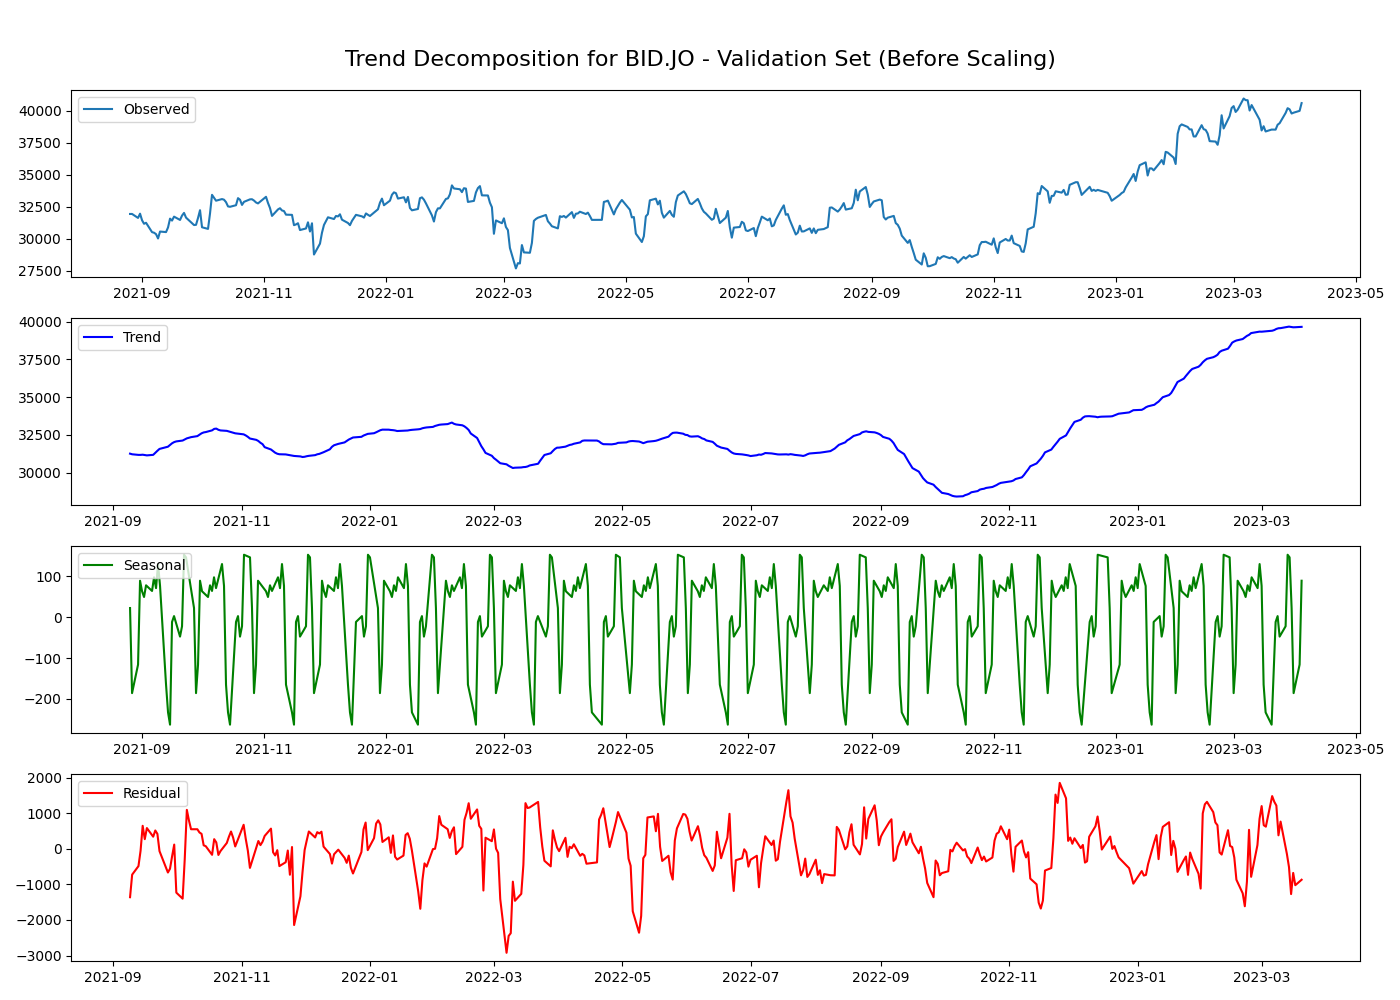 Trend Decomposition for BID.JO - Validation Set (Before Scaling)
Observed
40000
37500
35000
32500
30000
27500
2021-09 2021-11 2022-01 2022-03 2022-05 2022-07 2022-09 2022-11 2023-01 2023-03 2023-05
Trend
40000
37500
35000
32500
30000
2021-09 2021-11 2022-01 2022-03 2022-05 2022-07 2022-09 2022-11 2023-01 2023-03
Seasonal
100
0
−100
−200
2021-09 2021-11 2022-01 2022-03 2022-05 2022-07 2022-09 2022-11 2023-01 2023-03 2023-05
Residual
2000
1000
0
−1000
−2000
−3000
2021-09 2021-11 2022-01 2022-03 2022-05 2022-07 2022-09 2022-11 2023-01 2023-03